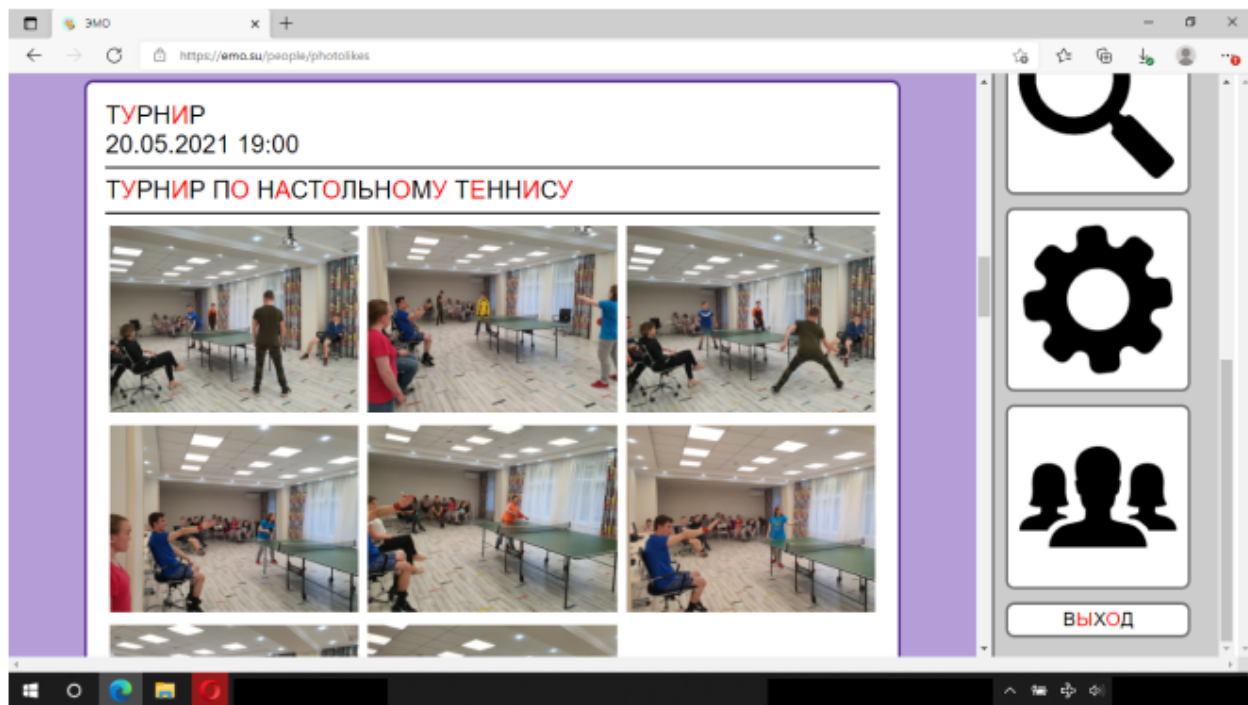 ЭМО
https://emo.su/people/photolikes
ТУРНИР
20.05.2021 19:00
ТУРНИР ПО НАСТОЛЬНОМУ ТЕННИСУ
ВЫХОД